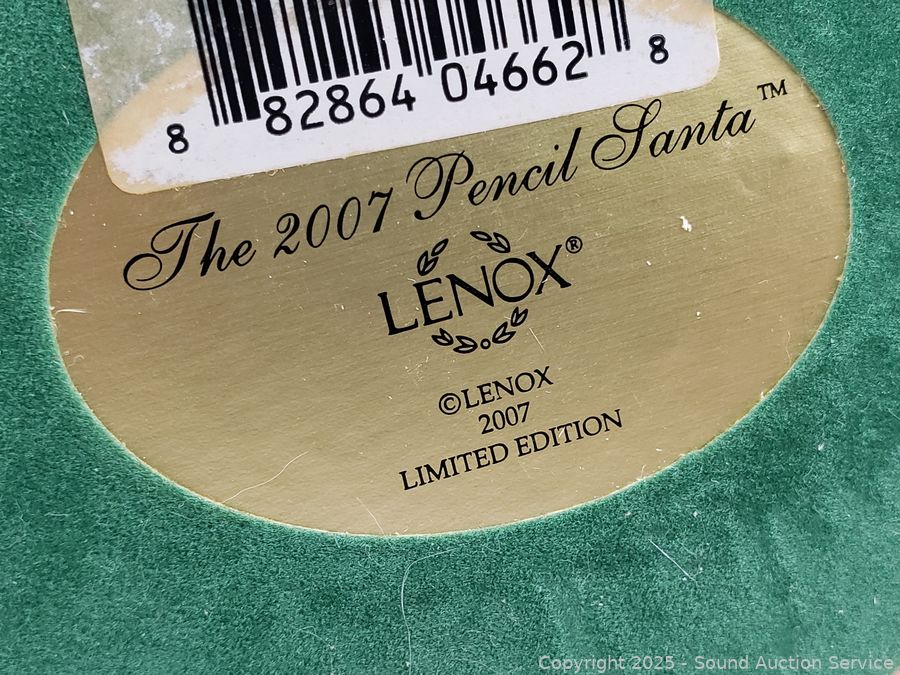 8 82864 04662 8
The 2007 Pencil Santa™
LENOX®
©LENOX
2007
LIMITED EDITION
Copyright 2025 - Sound Auction Service